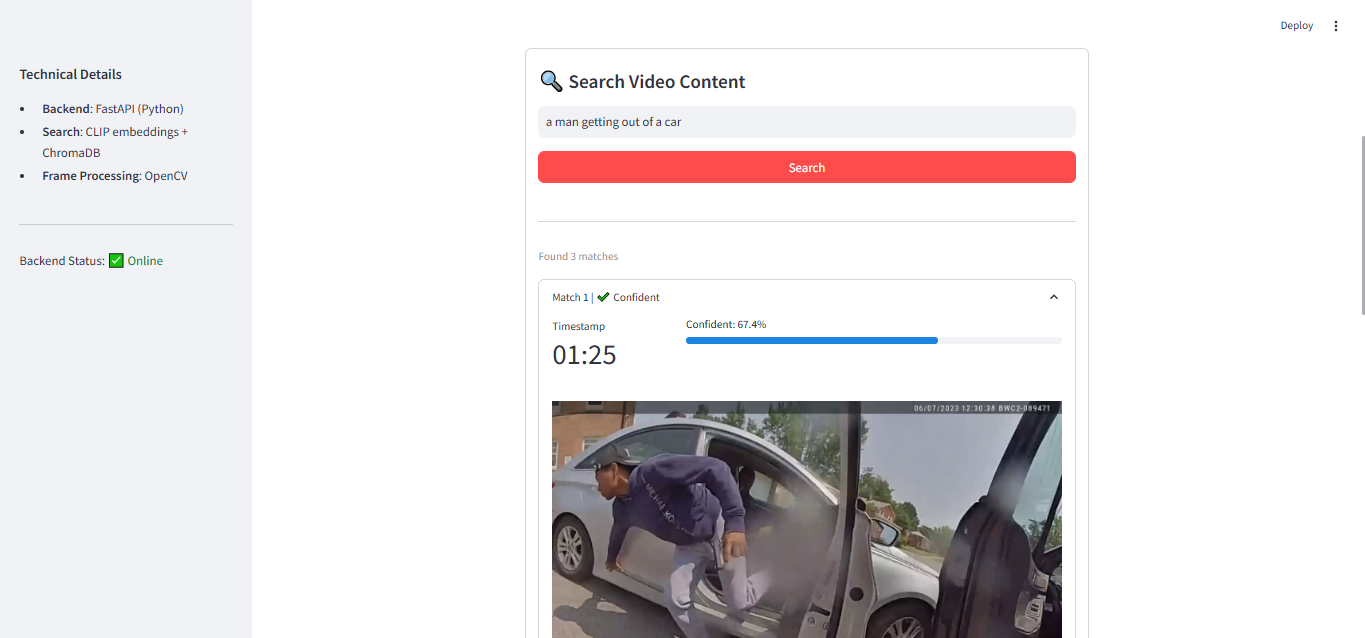 Deploy
Technical Details
Backend: FastAPI (Python)
Search: CLIP embeddings +
ChromaDB
Frame Processing: OpenCV
Backend Status: ✅ Online
🔍 Search Video Content
a man getting out of a car
Search
Found 3 matches
Match 1 | ✔ Confident
Timestamp
01:25
Confident: 67.4%
06/07/2023 12:30:38 BWC2-089471
MICHAEL KORS